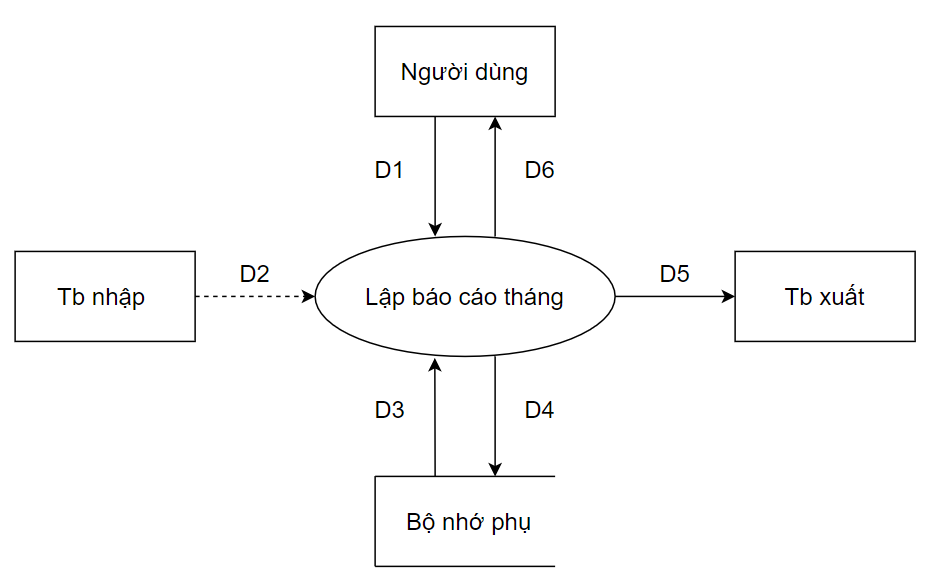 Người dùng
D1
D6
Tb nhập
D2
Lập báo cáo tháng
D5
Tb xuất
D3
D4
Bộ nhớ phụ